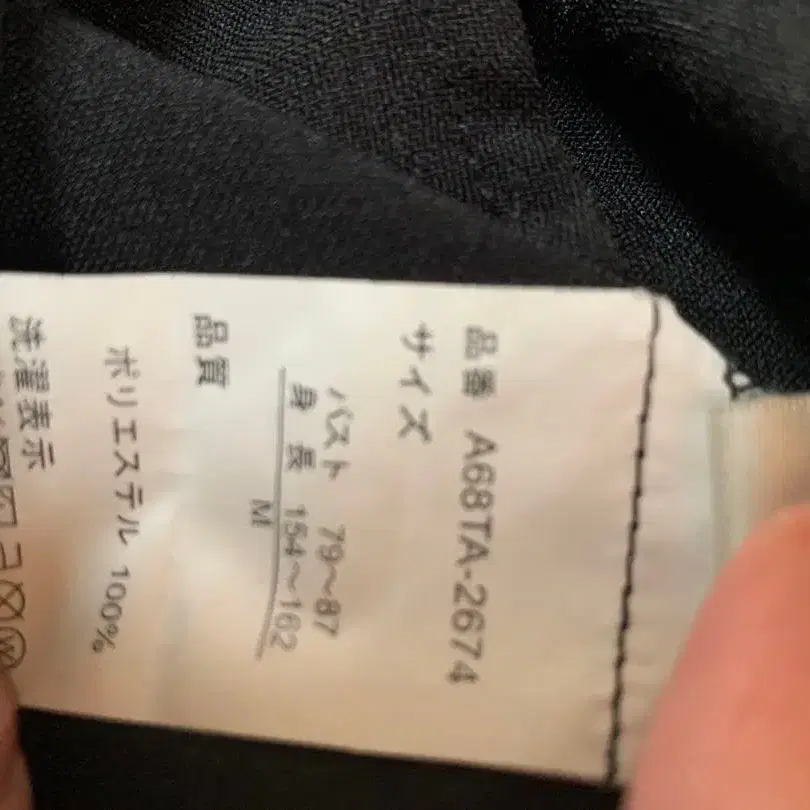 品番 A68TA-2674
サイズ
バスト 79～87
身長 154～162
M
品質
ポリエステル 100%
洗濯表示